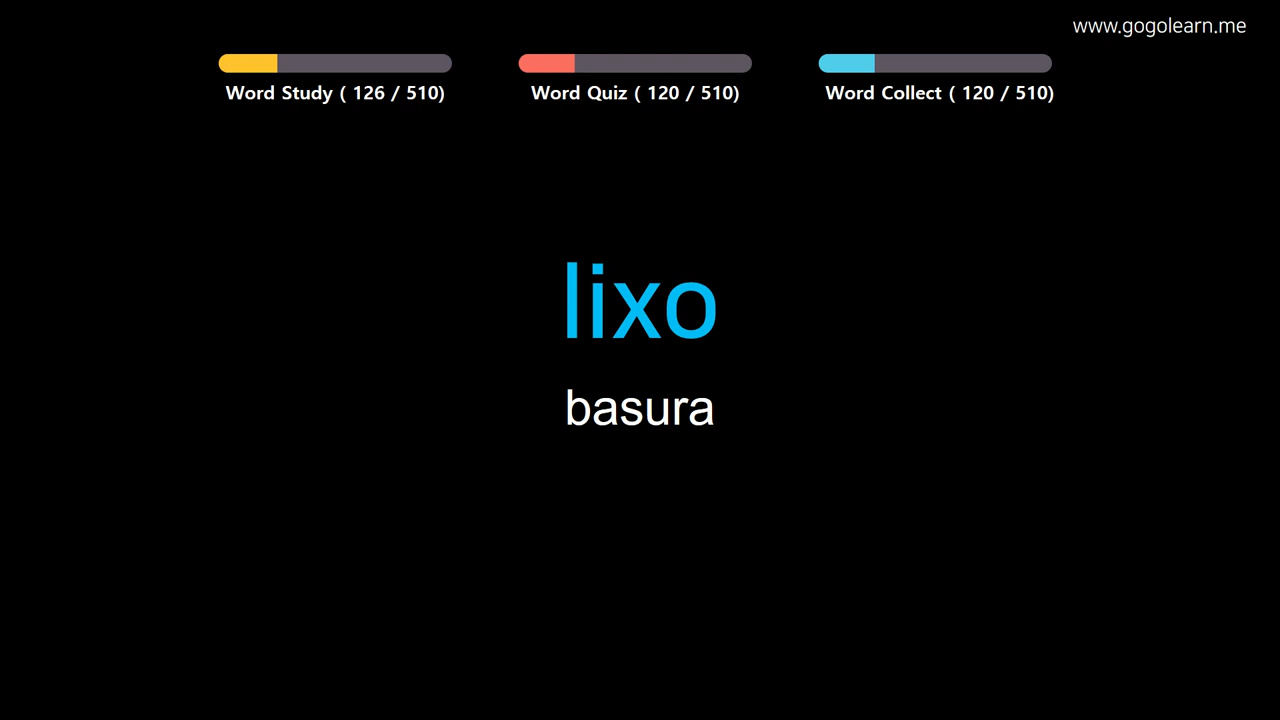 www.gogolearn.me
Word Study ( 126 / 510)
Word Quiz ( 120 / 510)
Word Collect ( 120 / 510)
lixo
basura